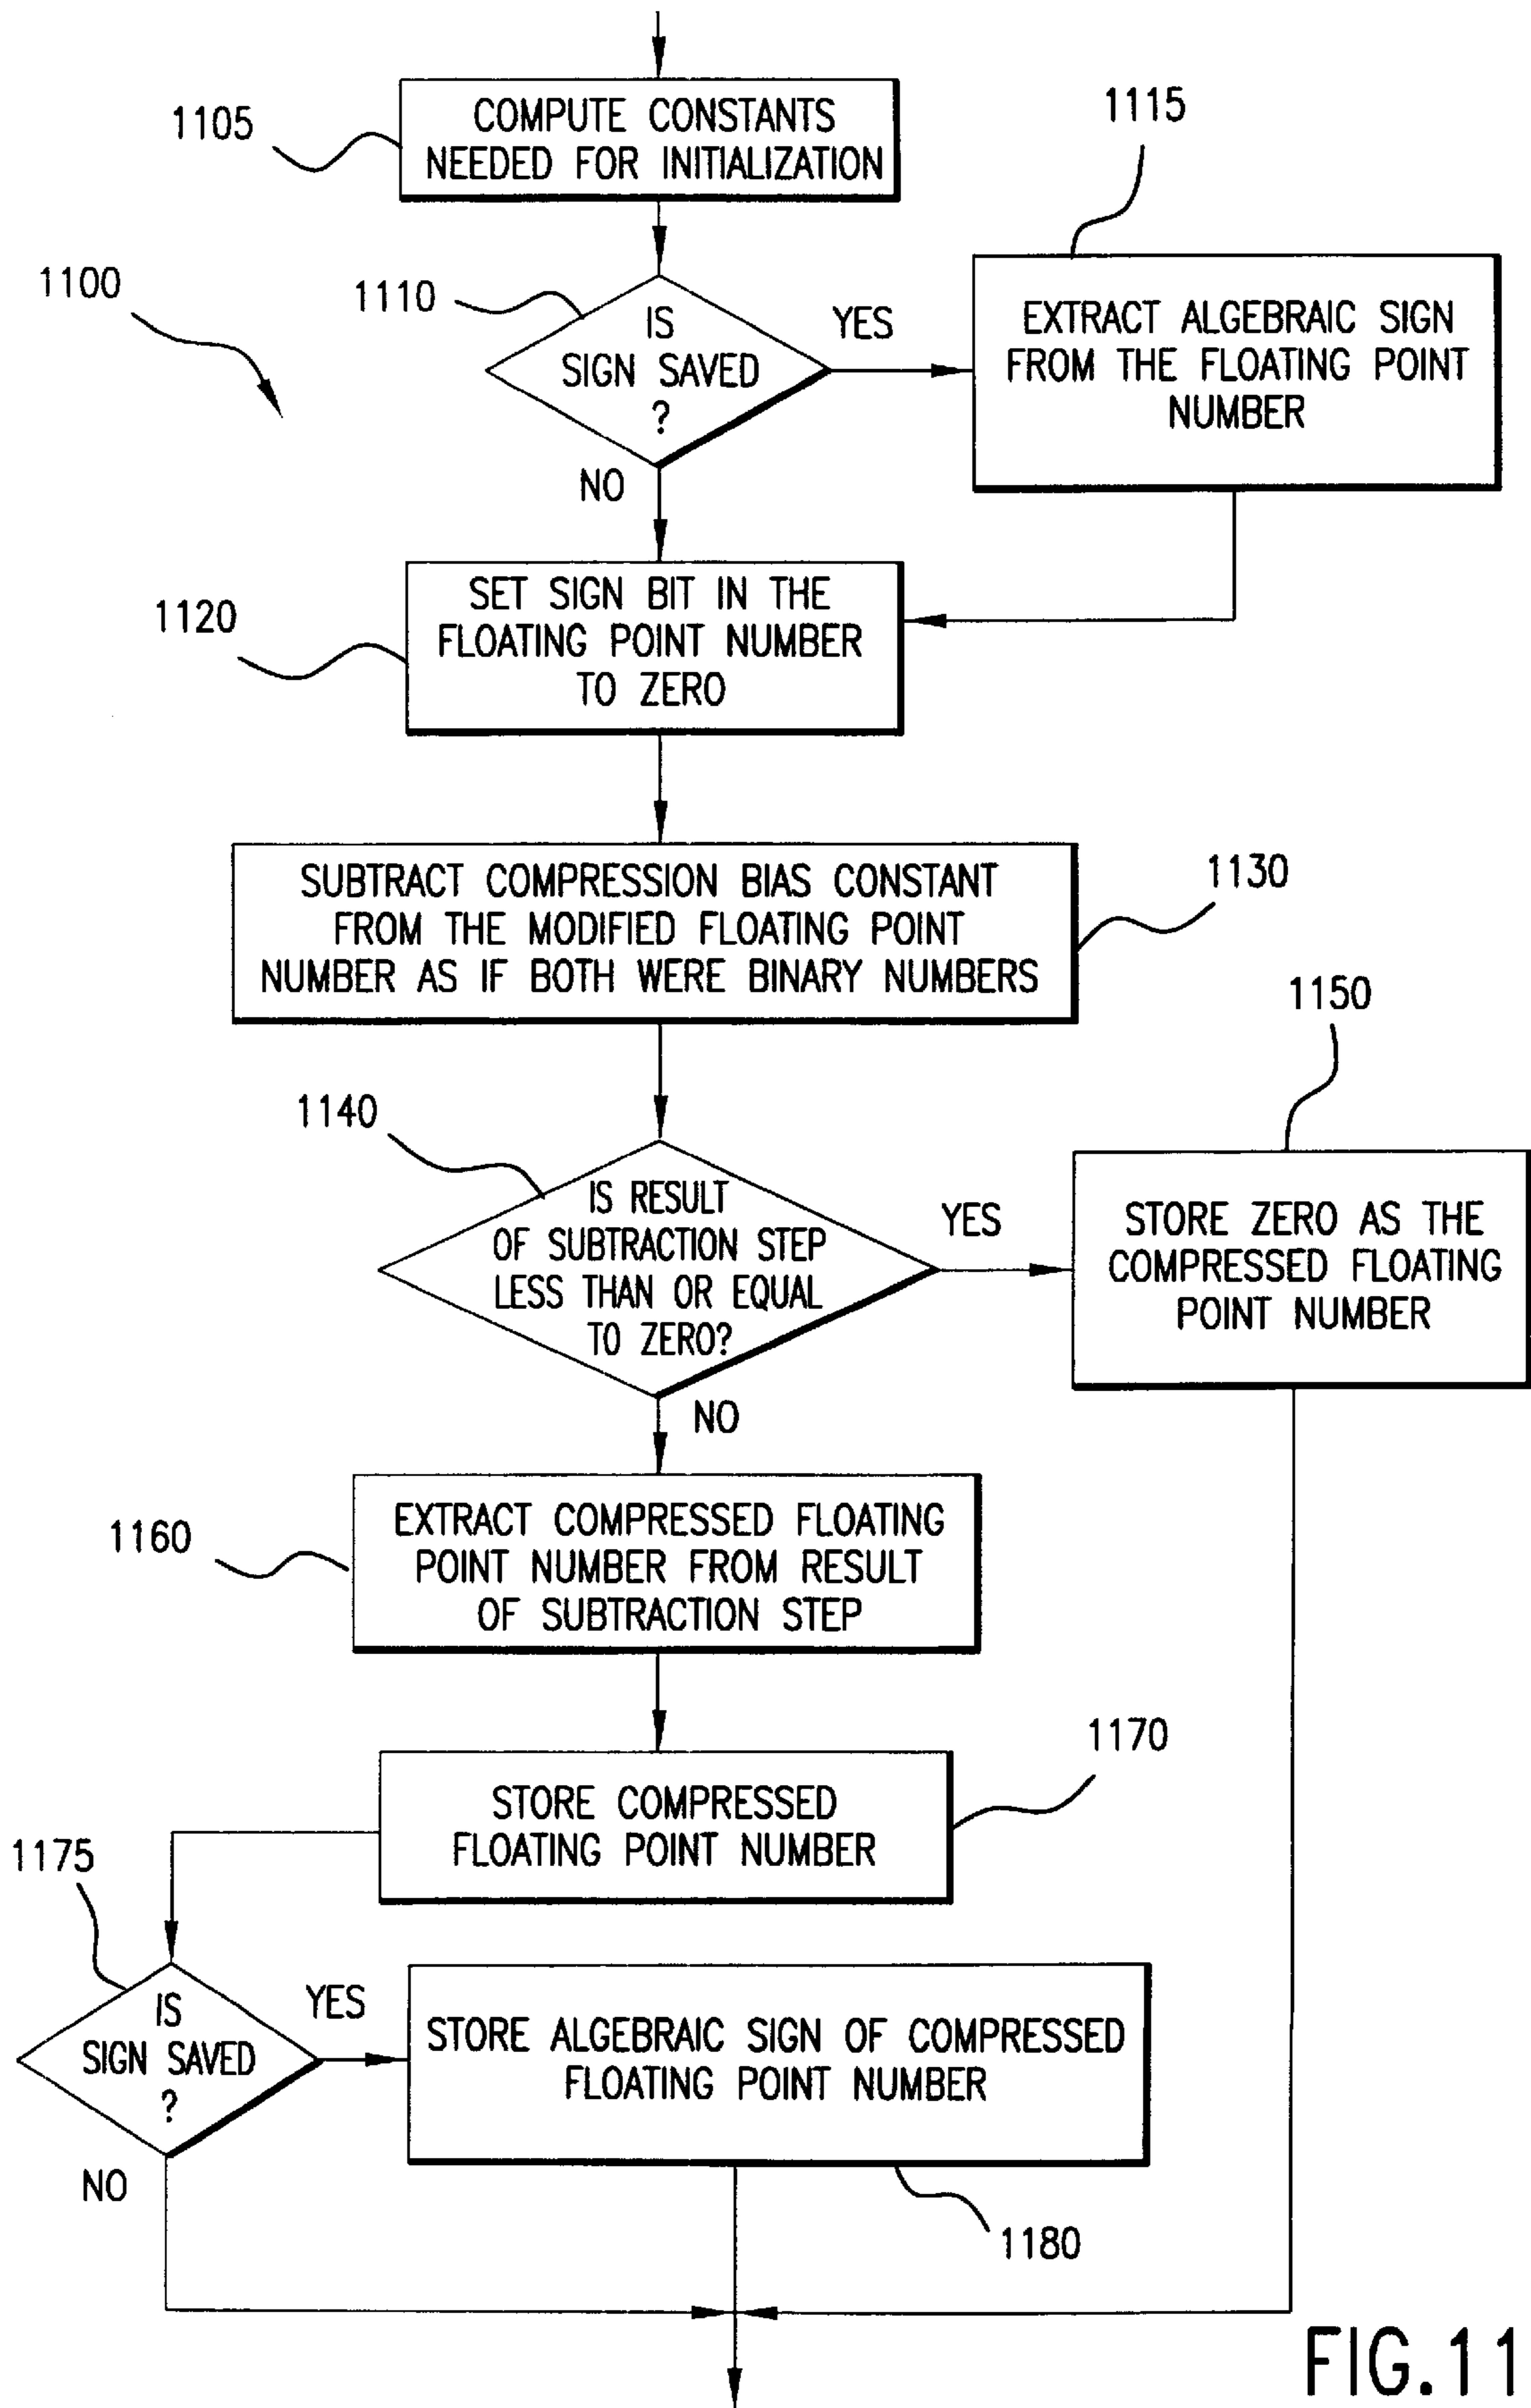 1105
COMPUTE CONSTANTS
NEEDED FOR INITIALIZATION
1115
1100
1110
IS
SIGN SAVED
?
YES
EXTRACT ALGEBRAIC SIGN
FROM THE FLOATING POINT
NUMBER
NO
1120
SET SIGN BIT IN THE
FLOATING POINT NUMBER
TO ZERO
SUBTRACT COMPRESSION BIAS CONSTANT
FROM THE MODIFIED FLOATING POINT
NUMBER AS IF BOTH WERE BINARY NUMBERS
1130
1150
1140
IS RESULT
OF SUBTRACTION STEP
LESS THAN OR EQUAL
TO ZERO?
YES
STORE ZERO AS THE
COMPRESSED FLOATING
POINT NUMBER
NO
1160
EXTRACT COMPRESSED FLOATING
POINT NUMBER FROM RESULT
OF SUBTRACTION STEP
1170
STORE COMPRESSED
FLOATING POINT NUMBER
1175
IS
SIGN SAVED
?
YES
STORE ALGEBRAIC SIGN OF COMPRESSED
FLOATING POINT NUMBER
NO
1180
FIG.11